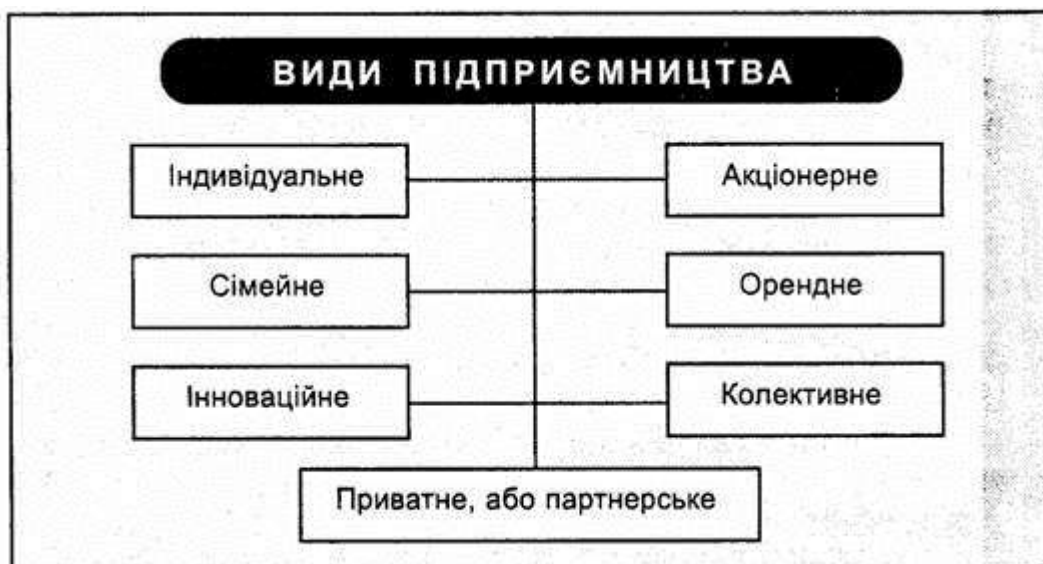 ВИДИ ПІДПРИЄМНИЦТВА
Індивідуальне
Акціонерне
Сімейне
Орендне
Інноваційне
Колективне
Приватне, або партнерське